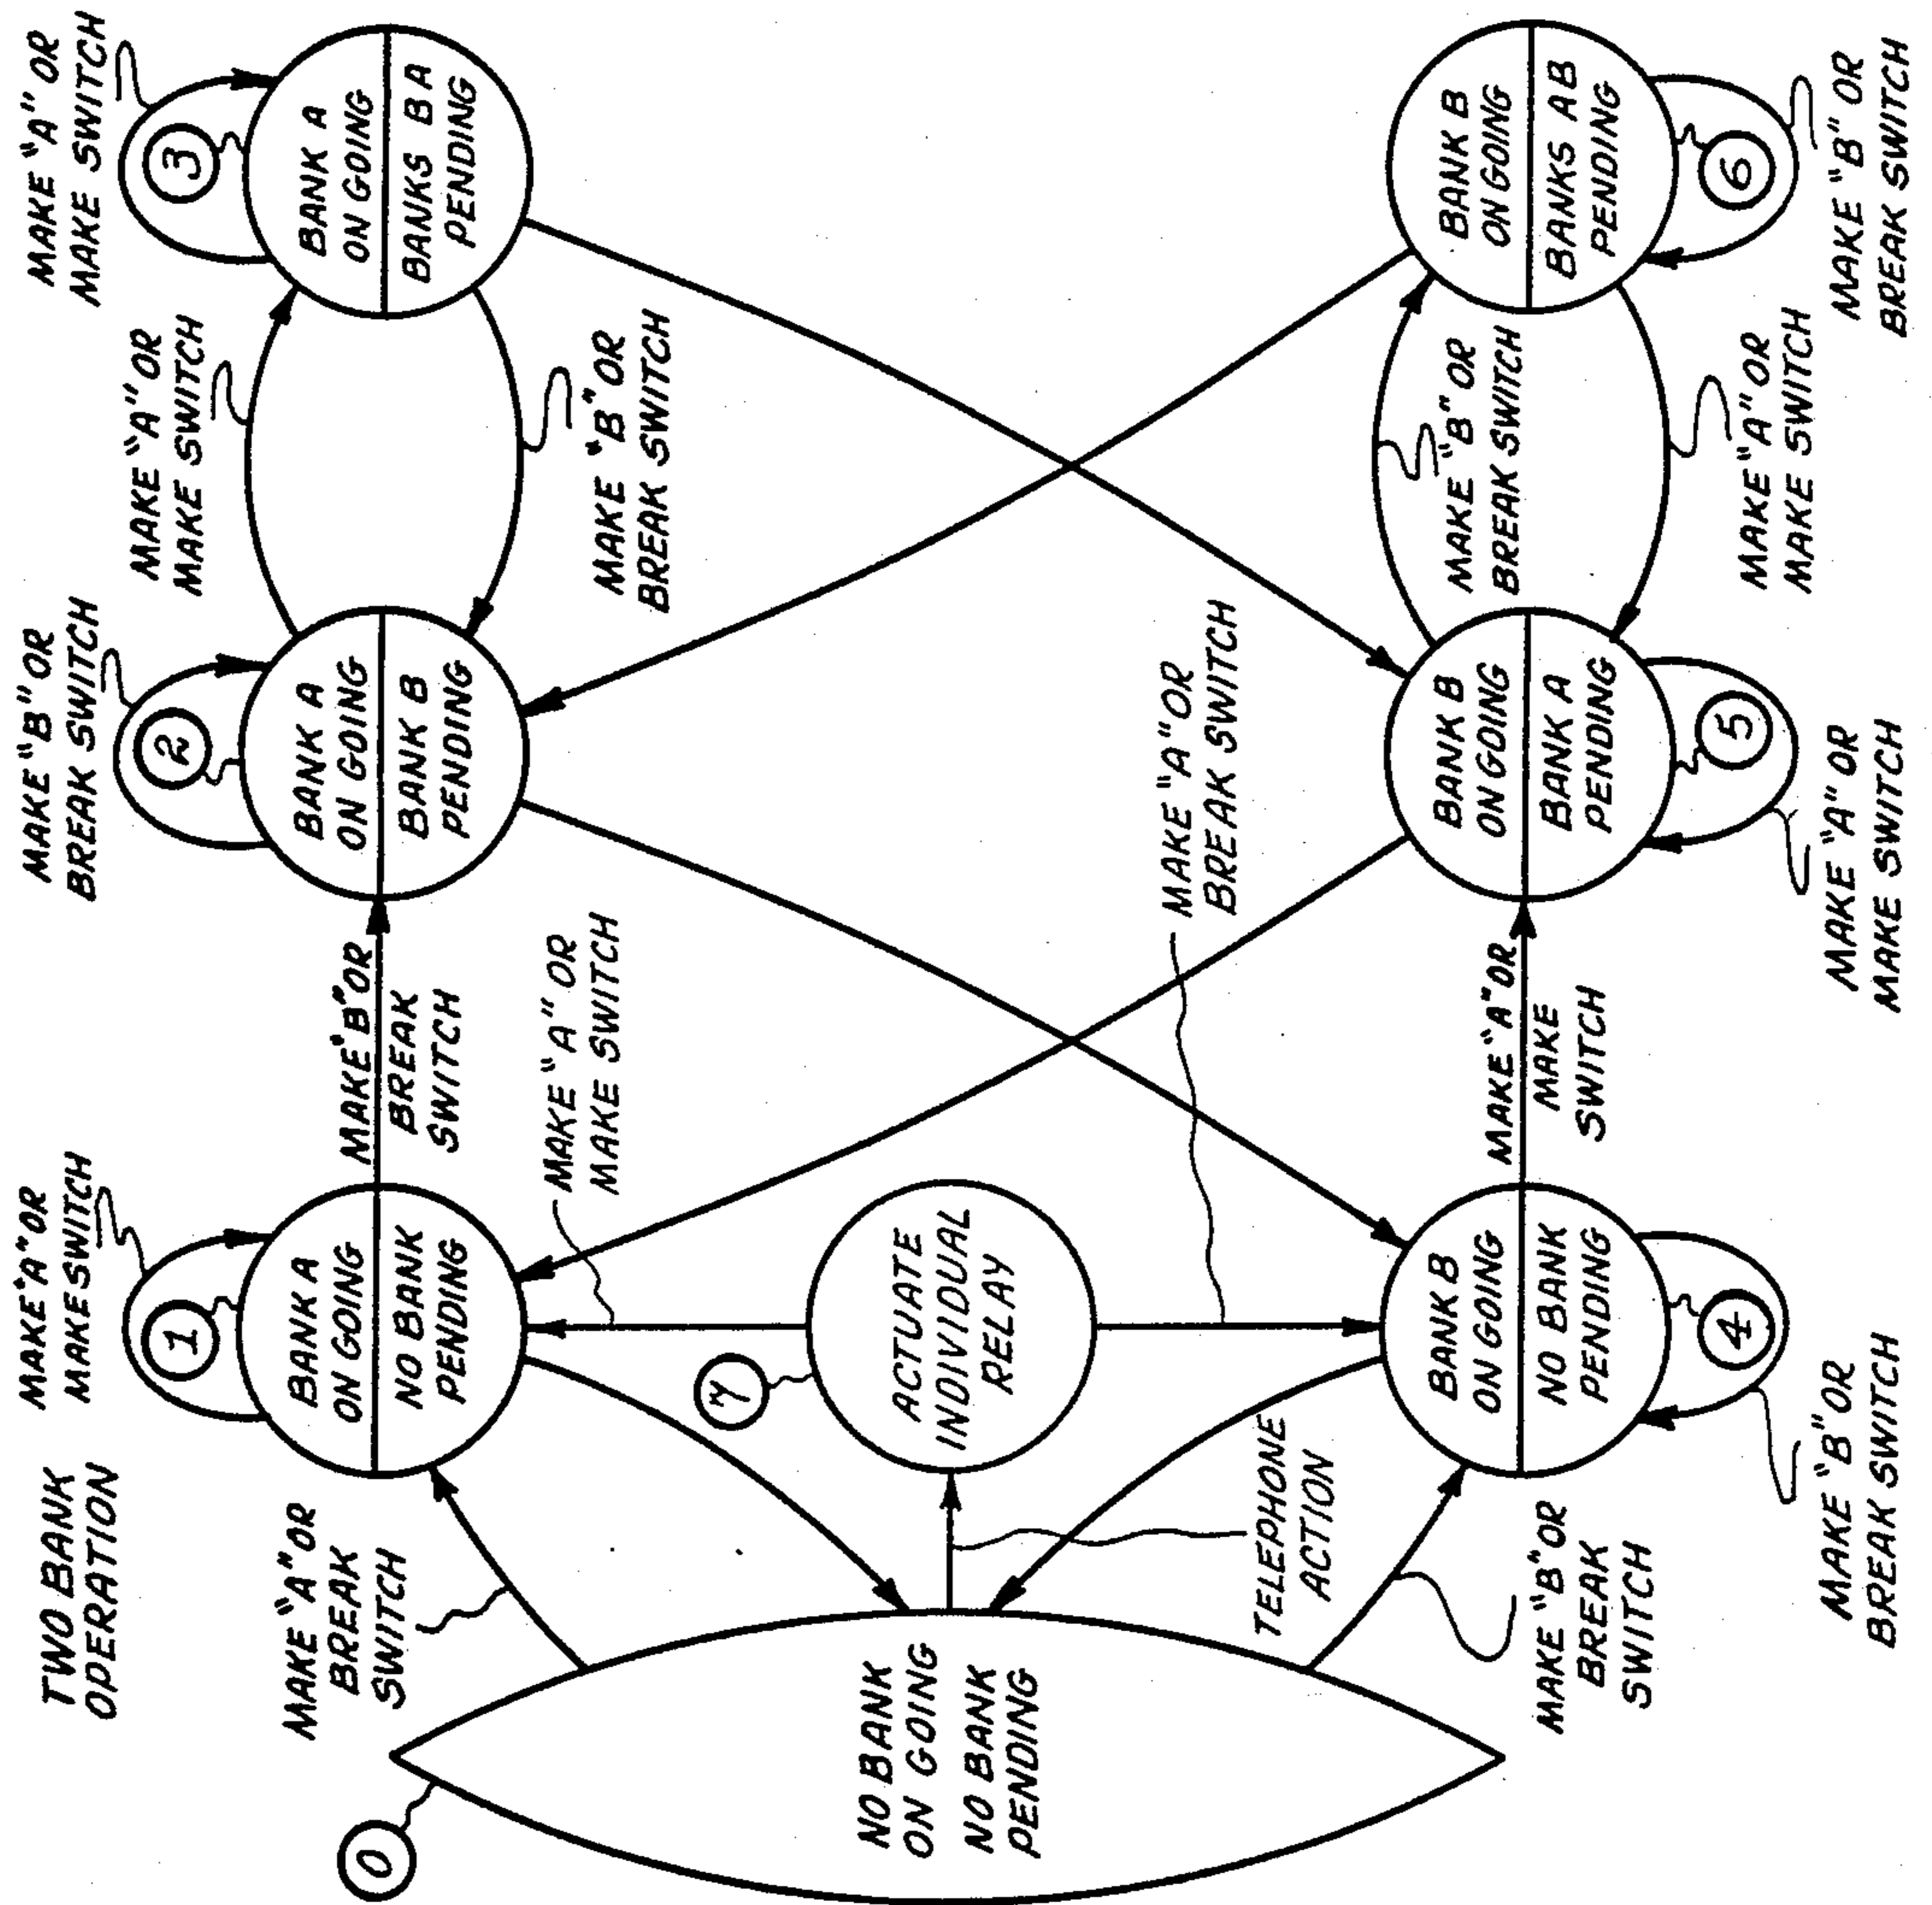 TWO BANK
OPERATION
0
NO BANK
ON GOING
NO BANK
PENDING
MAKE "A" OR
BREAK
SWITCH
MAKE "A" OR
MAKE SWITCH
1
BANK A
ON GOING
NO BANK
PENDING
MAKE "B" OR
BREAK
SWITCH
MAKE "B" OR
BREAK SWITCH
2
BANK A
ON GOING
BANK B
PENDING
MAKE "A" OR
MAKE SWITCH
MAKE "A" OR
MAKE SWITCH
3
BANK A
ON GOING
BANKS BA
PENDING
MAKE "B" OR
BREAK SWITCH
MAKE "A" OR
MAKE SWITCH
7
ACTUATE
INDIVIDUAL
RELAY
TELEPHONE
ACTION
MAKE "A" OR
BREAK SWITCH
MAKE "B" OR
BREAK
SWITCH
BANK B
ON GOING
NO BANK
PENDING
4
MAKE "B" OR
BREAK SWITCH
MAKE "A" OR
MAKE
SWITCH
BANK B
ON GOING
BANK A
PENDING
5
MAKE "A" OR
MAKE SWITCH
MAKE "B" OR
BREAK SWITCH
MAKE "A" OR
MAKE SWITCH
BANK B
ON GOING
BANKS AB
PENDING
6
MAKE "B" OR
BREAK SWITCH